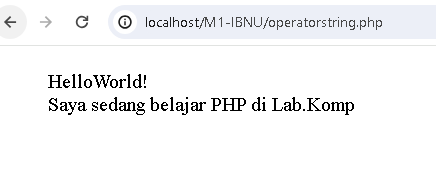 localhost/M1-IBNU/operatorstring.php
HelloWorld!
Saya sedang belajar PHP di Lab.Komp